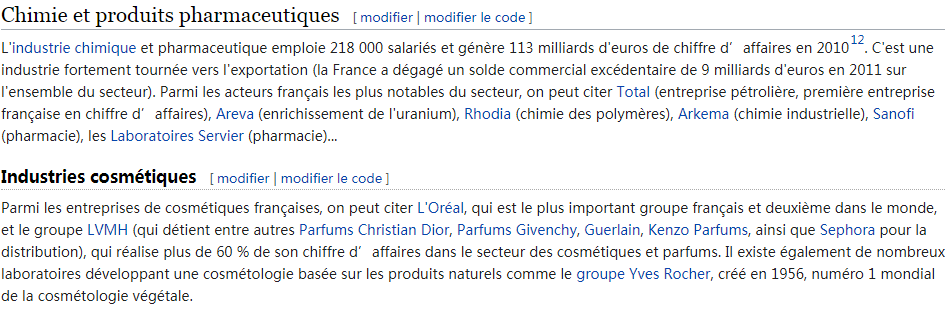 Chimie et produits pharmaceutiques [ modifier | modifier le code ]
L'industrie chimique et pharmaceutique emploie 218 000 salariés et génère 113 milliards d'euros de chiffre d’affaires en 2010¹². C'est une
industrie fortement tournée vers l'exportation (la France a dégagé un solde commercial excédentaire de 9 milliards d'euros en 2011 sur
l'ensemble du secteur). Parmi les acteurs français les plus notables du secteur, on peut citer Total (entreprise pétrolière, première entreprise
française en chiffre d’affaires), Areva (enrichissement de l'uranium), Rhodia (chimie des polymères), Arkema (chimie industrielle), Sanofi
(pharmacie), les Laboratoires Servier (pharmacie)...
Industries cosmétiques [ modifier | modifier le code ]
Parmi les entreprises de cosmétiques françaises, on peut citer L'Oréal, qui est le plus important groupe français et deuxième dans le monde,
et le groupe LVMH (qui détient entre autres Parfums Christian Dior, Parfums Givenchy, Guerlain, Kenzo Parfums, ainsi que Sephora pour la
distribution), qui réalise plus de 60 % de son chiffre d’affaires dans le secteur des cosmétiques et parfums. Il existe également de nombreux
laboratoires développant une cosmétologie basée sur les produits naturels comme le groupe Yves Rocher, créé en 1956, numéro 1 mondial
de la cosmétologie végétale.